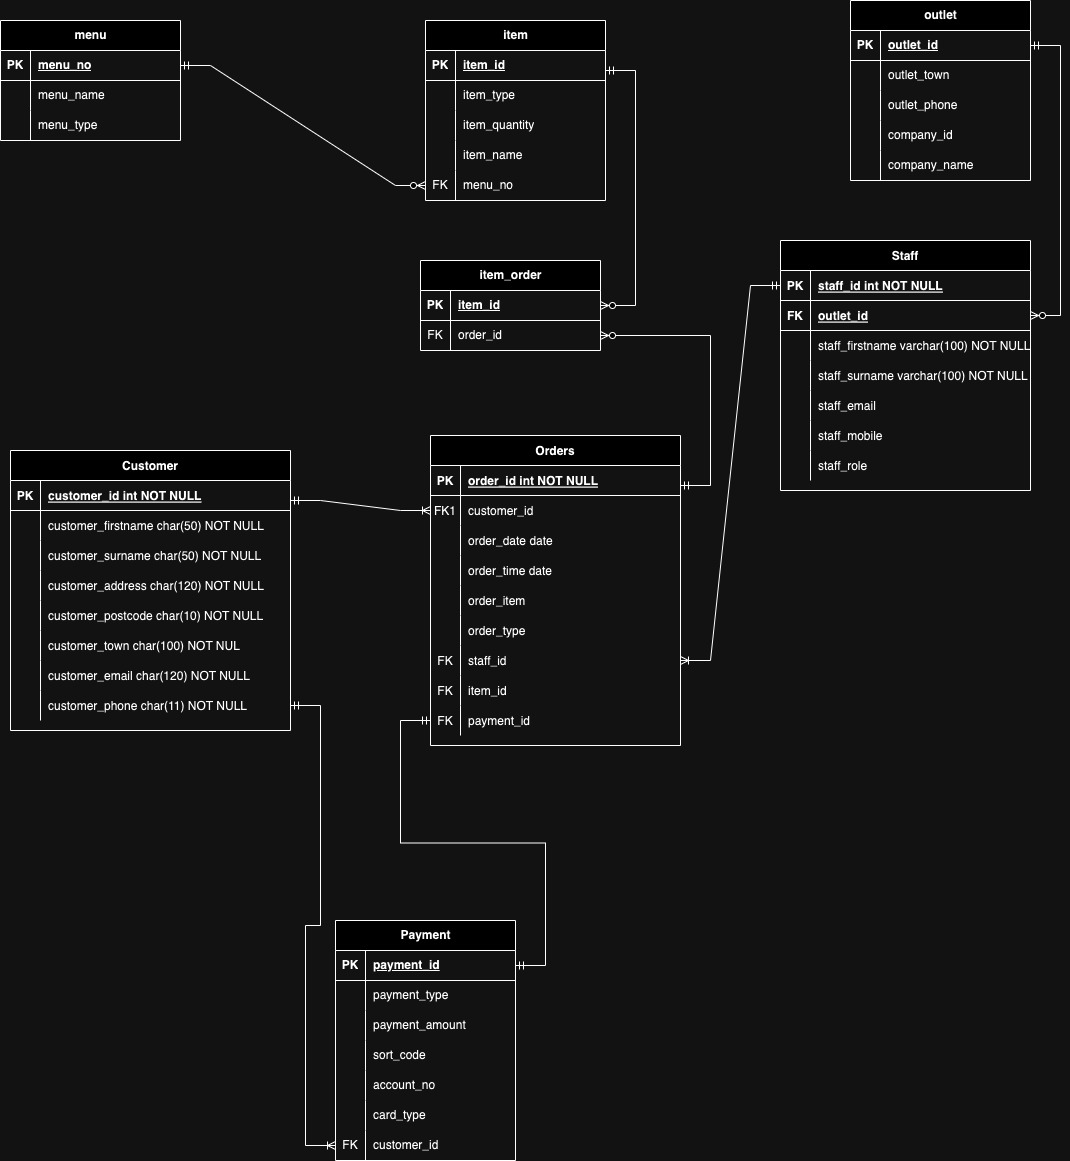 menu
PK menu_no
menu_name
menu_type
item
PK item_id
item_type
item_quantity
item_name
FK menu_no
outlet
PK outlet_id
outlet_town
outlet_phone
company_id
company_name
item_order
PK item_id
FK order_id
Staff
PK staff_id int NOT NULL
FK outlet_id
staff_firstname varchar(100) NOT NULL
staff_surname varchar(100) NOT NULL
staff_email
staff_mobile
staff_role
Customer
PK customer_id int NOT NULL
customer_firstname char(50) NOT NULL
customer_surname char(50) NOT NULL
customer_address char(120) NOT NULL
customer_postcode char(10) NOT NULL
customer_town char(100) NOT NUL
customer_email char(120) NOT NULL
customer_phone char(11) NOT NULL
Orders
PK order_id int NOT NULL
FK1 customer_id
order_date date
order_time date
order_item
order_type
FK staff_id
FK item_id
FK payment_id
Payment
PK payment_id
payment_type
payment_amount
sort_code
account_no
card_type
FK customer_id